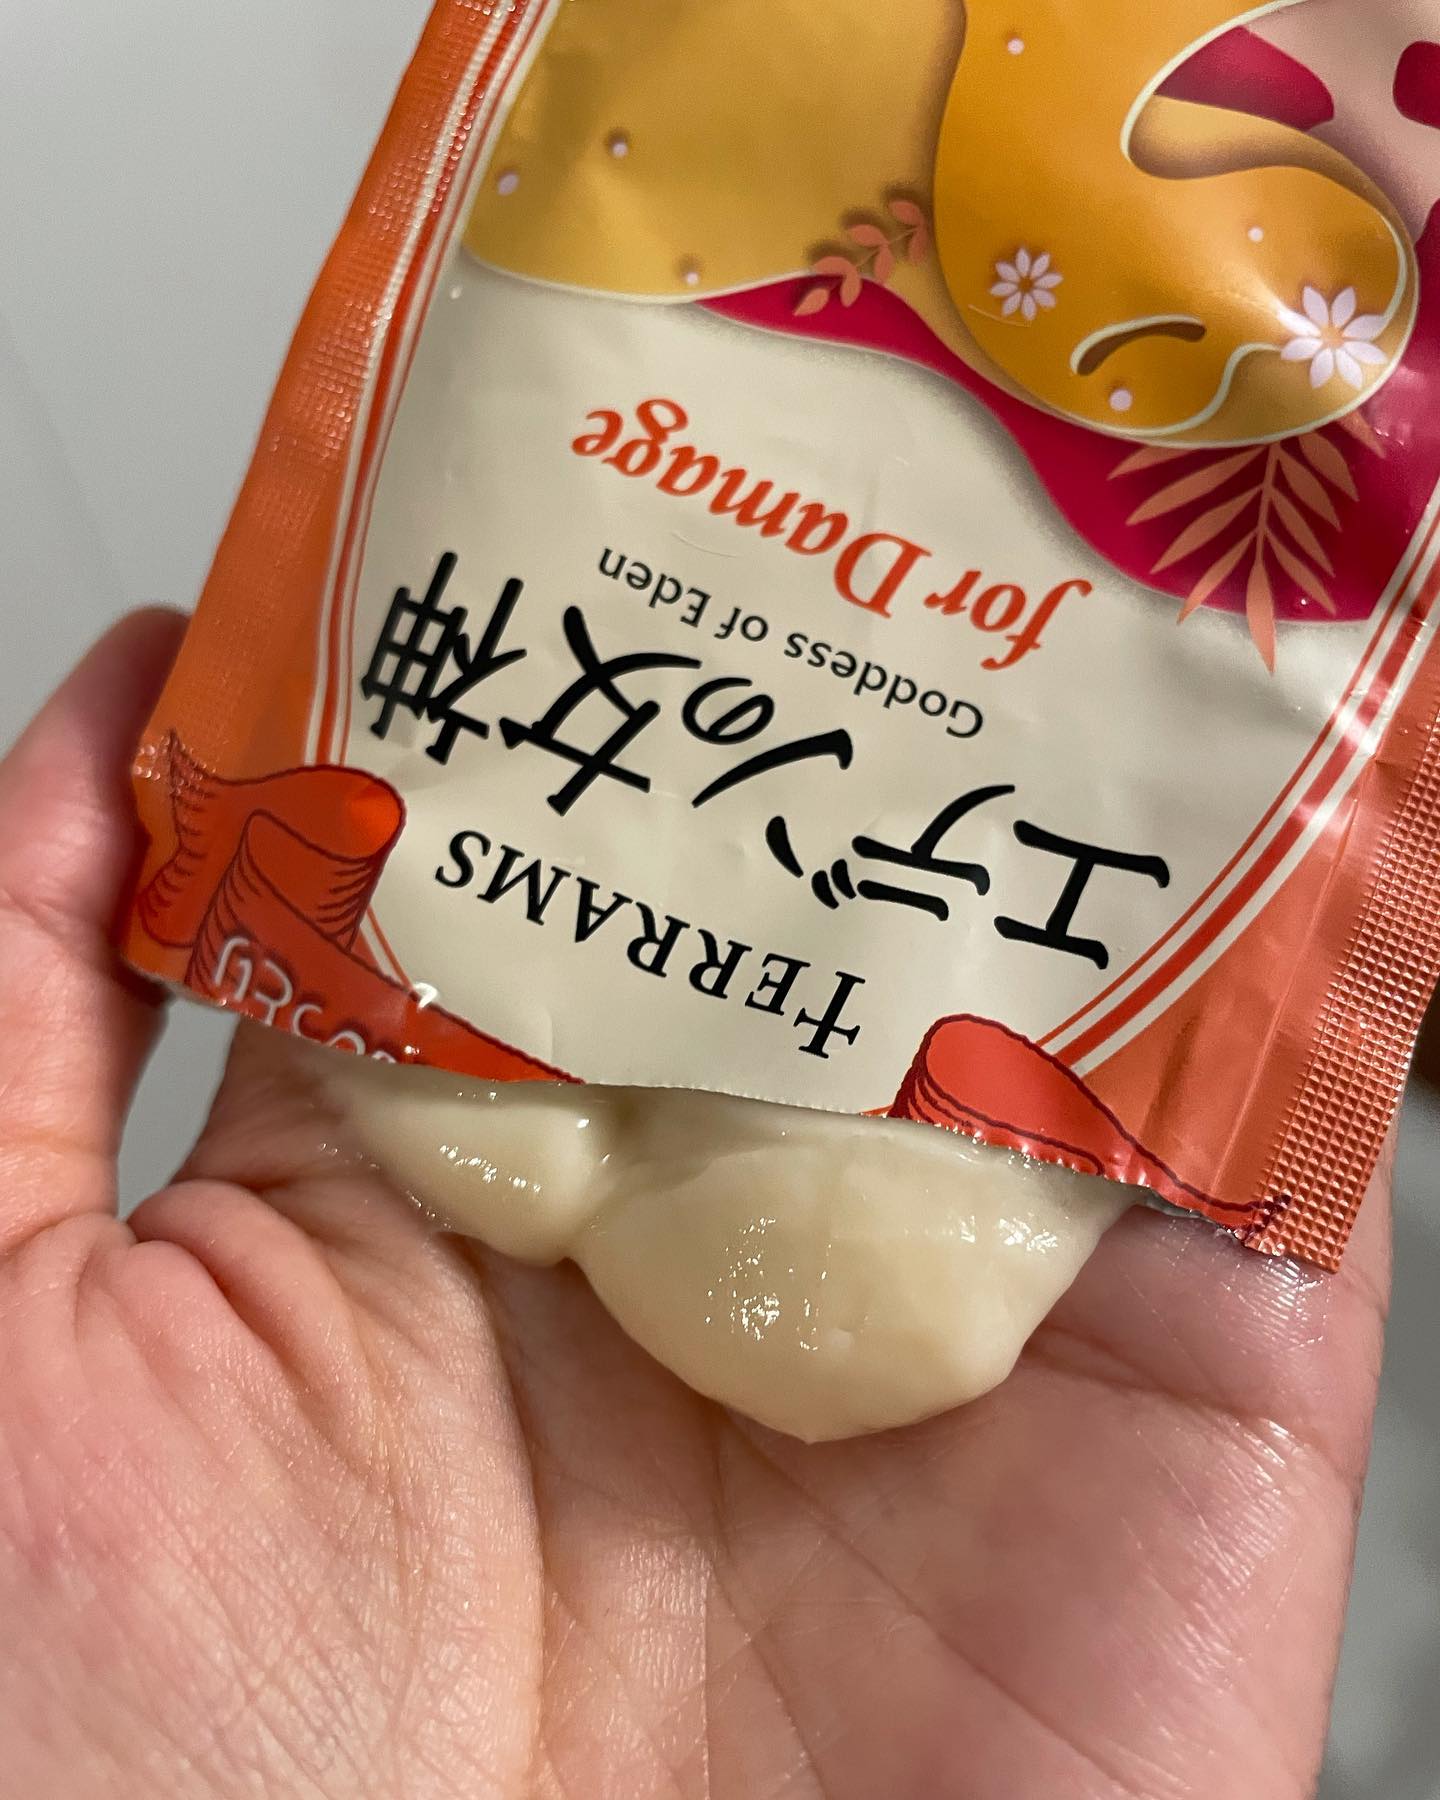 TERRAMS
エデンの女神
Goddess of Eden
for Damage